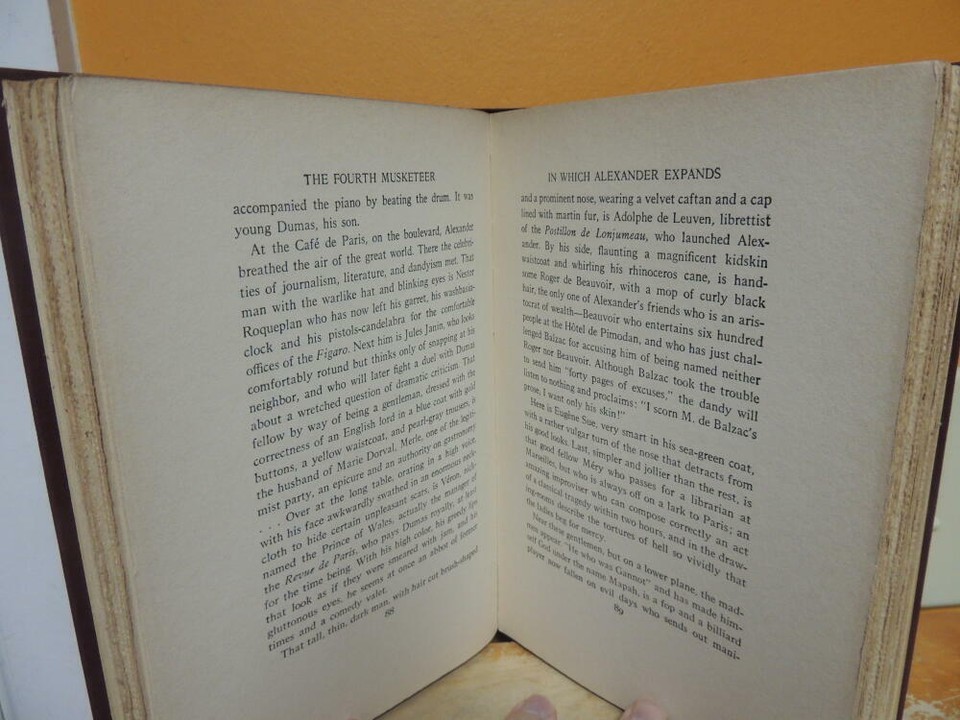 THE FOURTH MUSKETEER
accompanied the piano by beating the drum. It was
young Dumas, his son.
At the Café de Paris, on the boulevard, Alexander
breathed the air of the great world. There the celebri-
ties of journalism, literature, and dandyism met. That
man with the warlike hat and blinking eyes is Nestor
Roqueplan who has now left his garret, his washbasin-
clock and his pistols-candelabra for the comfortable
offices of the Figaro. Next him is Jules Janin, who looks
comfortably rotund but thinks only of snapping at his
neighbor, and who will later fight a duel with Dumas
about a wretched question of dramatic criticism. That
fellow by way of being a gentleman, dressed with the
correctness of an English lord in a blue coat with gold
buttons, a yellow waistcoat, and pearl-gray trousers, is
the husband of Marie Dorval, Merle, one of the legiti-
mist party, an epicure and an authority on gastronomy
. . . Over at the long table, orating in a high voice,
with his face awkwardly swathed in an enormous neck-
cloth to hide certain unpleasant scars, is Véron, nick-
named the Prince of Wales, actually the manager of
the Revue de Paris, who pays Dumas royally, at least
for the time being. With his high color, his greedy lips
that look as if they were smeared with jam, and his
gluttonous eyes, he seems at once an abbé of former
times and a comedy valet.
That tall, thin, dark man, with hair cut brush-shaped
88
IN WHICH ALEXANDER EXPANDS
and a prominent nose, wearing a velvet caftan and a cap
lined with martin fur, is Adolphe de Leuven, librettist
of the Postillon de Lonjumeau, who launched Alex-
ander. By his side, flaunting a magnificent kidskin
waistcoat and whirling his rhinoceros cane, is hand-
some Roger de Beauvoir, with a mop of curly black
hair, the only one of Alexander's friends who is an aris-
tocrat of wealth—Beauvoir who entertains six hundred
people at the Hôtel de Pimodan, and who has just chal-
lenged Balzac for accusing him of being named neither
Roger nor Beauvoir. Although Balzac took the trouble
to send him "forty pages of excuses," the dandy will
listen to nothing and proclaims: "I scorn M. de Balzac's
prose, I want only his skin!"
Here is Eugène Sue, very smart in his sea-green coat,
with a rather vulgar turn of the nose that detracts from
his good looks. Last, simpler and jollier than the rest, is
that good fellow Méry who passes for a librarian at
Marseilles, but who is always off on a lark to Paris; an
amazing improviser who can compose correctly an act
of a classical tragedy within two hours, and in the draw-
ing-rooms describe the tortures of hell so vividly that
the ladies beg for mercy.
Near these gentlemen, but on a lower plane, the mad-
men appear. "He who was Gannot" and has made him-
self God under the name Mapah, is a fop and a billiard
player now fallen on evil days who sends out mani-
89